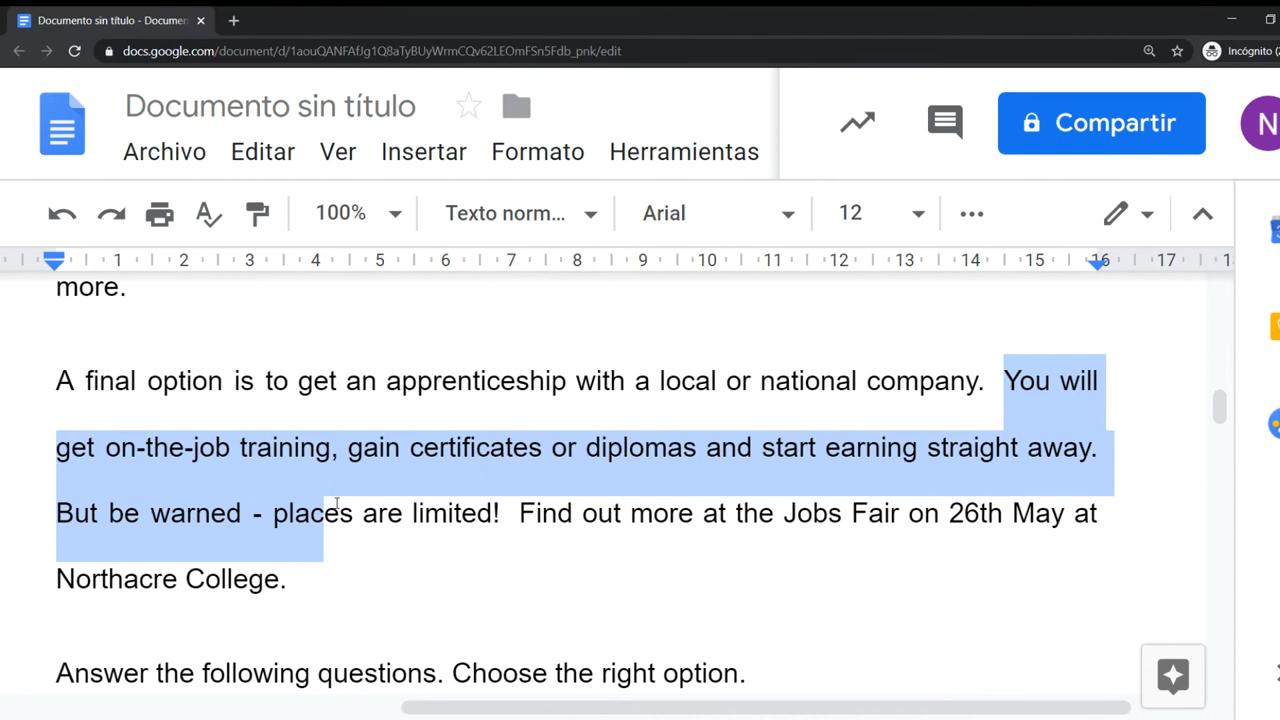 Documento sin título - Documen
docs.google.com/document/d/1aouQANFAfJg1Q8aTyBUyWrmCQv62LEOmFSn5Fdb_pnk/edit
Incógnito (2
Documento sin título
Archivo Editar Ver Insertar Formato Herramientas
Compartir
N
100% Texto norm... Arial 12
1 2 3 4 5 6 7 8 9 10 11 12 13 14 15 16 17
more.
A final option is to get an apprenticeship with a local or national company. You will
get on-the-job training, gain certificates or diplomas and start earning straight away.
But be warned - places are limited! Find out more at the Jobs Fair on 26th May at
Northacre College.
Answer the following questions. Choose the right option.